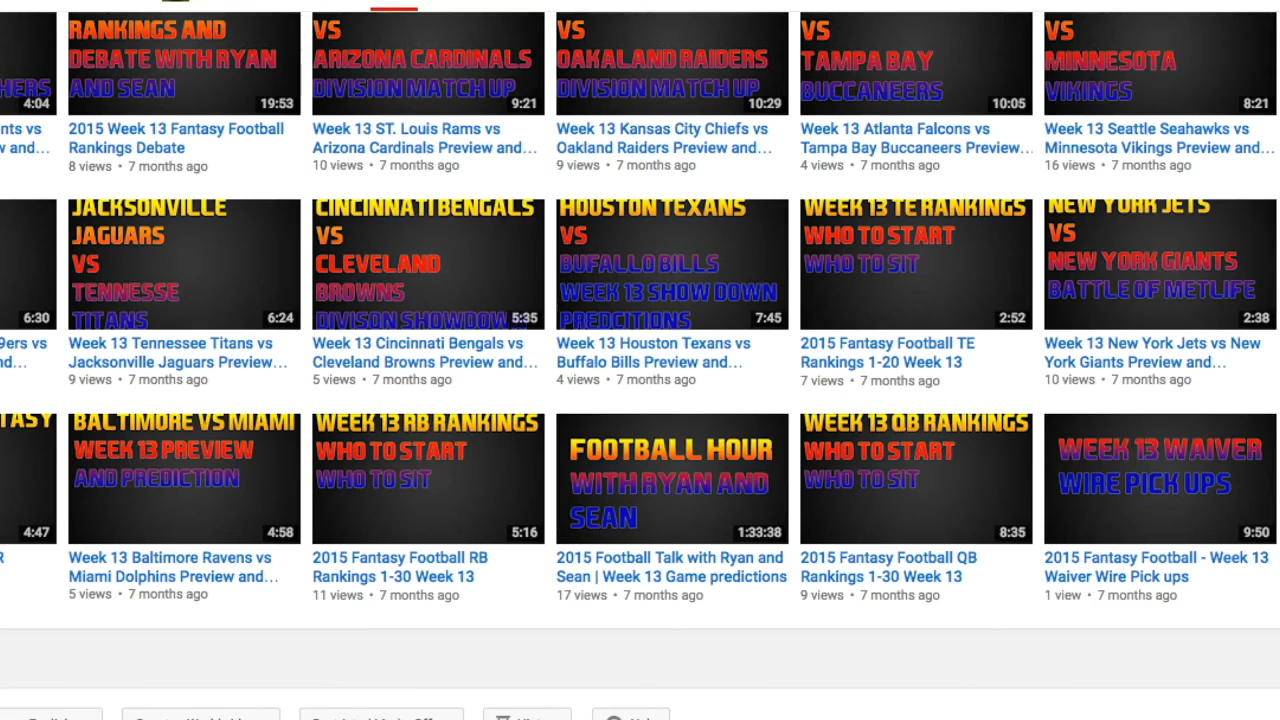 RANKINGS AND
DEBATE WITH RYAN
AND SEAN
19:53
VS
ARIZONA CARDINALS
DIVISION MATCH UP
9:21
VS
OAKALAND RAIDERS
DIVISION MATCH UP
10:29
VS
TAMPA BAY
BUCCANEERS
10:05
VS
MINNESOTA
VIKINGS
8:21
HERS
4:04
nts vs
w and...
2015 Week 13 Fantasy Football
Rankings Debate
8 views • 7 months ago
Week 13 ST. Louis Rams vs
Arizona Cardinals Preview and...
10 views • 7 months ago
Week 13 Kansas City Chiefs vs
Oakland Raiders Preview and...
9 views • 7 months ago
Week 13 Atlanta Falcons vs
Tampa Bay Buccaneers Preview...
4 views • 7 months ago
Week 13 Seattle Seahawks vs
Minnesota Vikings Preview and...
16 views • 7 months ago
6:30
JACKSONVILLE
JAGUARS
VS
TENNESSE
TITANS
6:24
CINCINNATI BENGALS
VS
CLEVELAND
BROWNS
DIVISON SHOWDOWN
5:35
HOUSTON TEXANS
VS
BUFALLO BILLS
WEEK 13 SHOW DOWN
PREDCITIONS
7:45
WEEK 13 TE RANKINGS
WHO TO START
WHO TO SIT
2:52
NEW YORK JETS
VS
NEW YORK GIANTS
BATTLE OF METLIFE
2:38
9ers vs
nd...
Week 13 Tennessee Titans vs
Jacksonville Jaguars Preview...
9 views • 7 months ago
Week 13 Cincinnati Bengals vs
Cleveland Browns Preview and...
5 views • 7 months ago
Week 13 Houston Texans vs
Buffalo Bills Preview and...
4 views • 7 months ago
2015 Fantasy Football TE
Rankings 1-20 Week 13
7 views • 7 months ago
Week 13 New York Jets vs New
York Giants Preview and...
10 views • 7 months ago
TASY
4:47
BALTIMORE VS MIAMI
WEEK 13 PREVIEW
AND PREDICTION
4:58
WEEK 13 RB RANKINGS
WHO TO START
WHO TO SIT
5:16
FOOTBALL HOUR
WITH RYAN AND
SEAN
1:33:38
WEEK 13 QB RANKINGS
WHO TO START
WHO TO SIT
8:35
WEEK 13 WAIVER
WIRE PICK UPS
9:50
R
Week 13 Baltimore Ravens vs
Miami Dolphins Preview and...
5 views • 7 months ago
2015 Fantasy Football RB
Rankings 1-30 Week 13
11 views • 7 months ago
2015 Football Talk with Ryan and
Sean | Week 13 Game predictions
17 views • 7 months ago
2015 Fantasy Football QB
Rankings 1-30 Week 13
9 views • 7 months ago
2015 Fantasy Football - Week 13
Waiver Wire Pick ups
1 view • 7 months ago